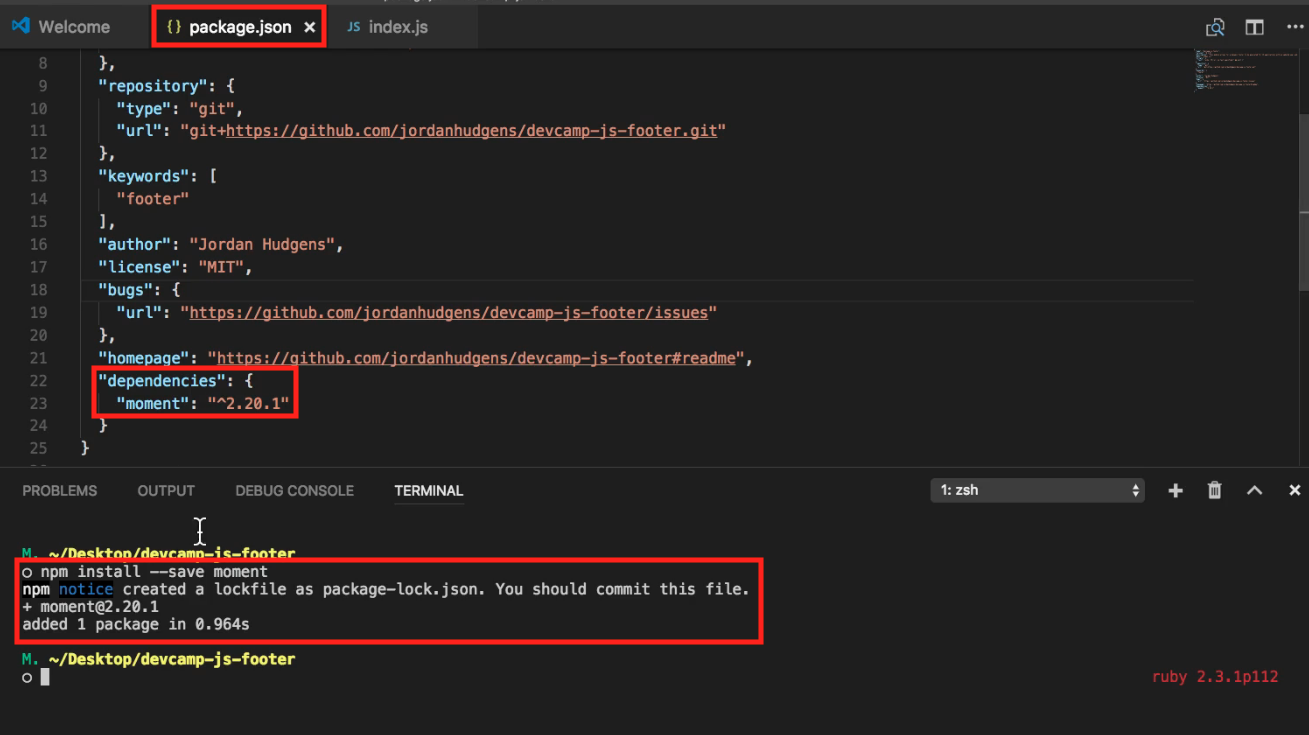 Welcome
{} package.json ×
JS index.js
8 },
9 "repository": {
10 "type": "git",
11 "url": "git+https://github.com/jordanhudgens/devcamp-js-footer.git"
12 },
13 "keywords": [
14 "footer"
15 ],
16 "author": "Jordan Hudgens",
17 "license": "MIT",
18 "bugs": {
19 "url": "https://github.com/jordanhudgens/devcamp-js-footer/issues"
20 },
21 "homepage": "https://github.com/jordanhudgens/devcamp-js-footer#readme",
22 "dependencies": {
23 "moment": "^2.20.1"
24 }
25 }
PROBLEMS OUTPUT DEBUG CONSOLE TERMINAL
1: zsh
M. ~/Desktop/devcamp-js-footer
○ npm install --save moment
npm notice created a lockfile as package-lock.json. You should commit this file.
+ moment@2.20.1
added 1 package in 0.964s
M. ~/Desktop/devcamp-js-footer
○
ruby 2.3.1p112